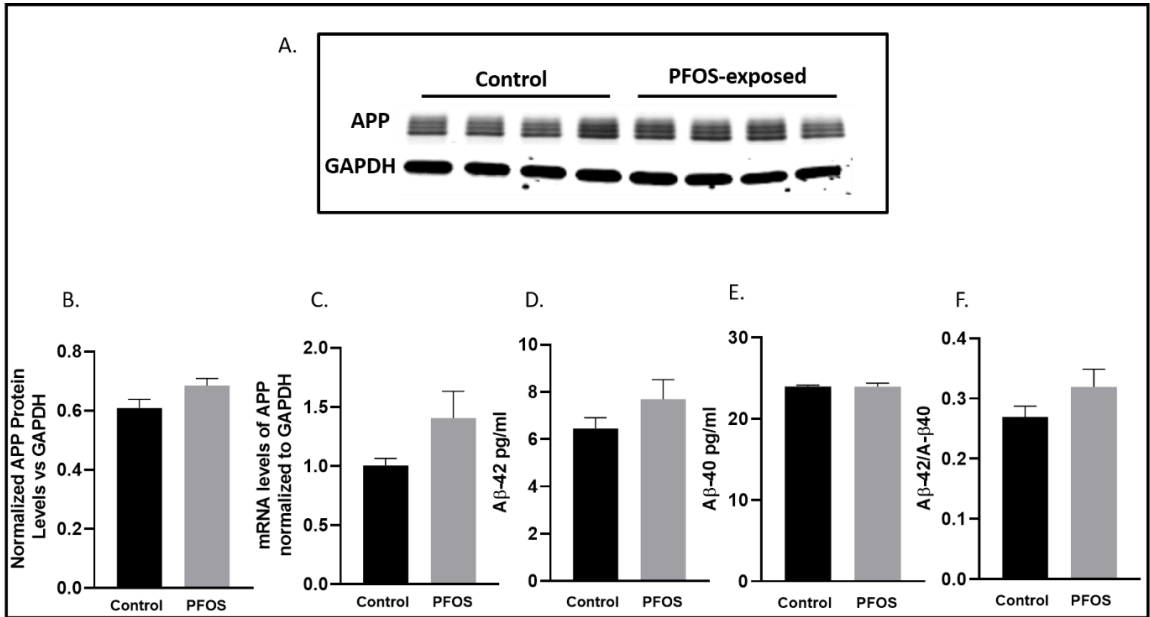 A.
Control PFOS-exposed
APP
GAPDH
B.
Normalized APP Protein
Levels vs GAPDH
0.8
0.6
0.4
0.2
0.0
Control PFOS
C.
mRNA levels of APP
normalized to GAPDH
2.0
1.5
1.0
0.5
0.0
Control PFOS
D.
Aβ-42 pg/ml
10
8
6
4
2
0
Control PFOS
E.
Aβ-40 pg/ml
30
20
10
0
Control PFOS
F.
Aβ-42/A-β40
0.4
0.3
0.2
0.1
0.0
Control PFOS